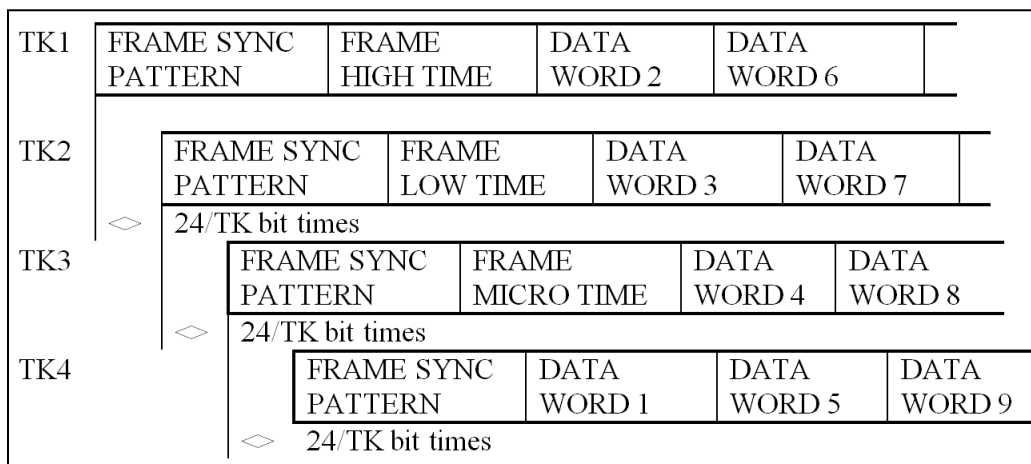 TK1 FRAME SYNC FRAME DATA DATA
PATTERN HIGH TIME WORD 2 WORD 6
TK2 FRAME SYNC FRAME DATA DATA
PATTERN LOW TIME WORD 3 WORD 7
24/TK bit times
TK3 FRAME SYNC FRAME DATA DATA
PATTERN MICRO TIME WORD 4 WORD 8
24/TK bit times
TK4 FRAME SYNC DATA DATA DATA
PATTERN WORD 1 WORD 5 WORD 9
24/TK bit times